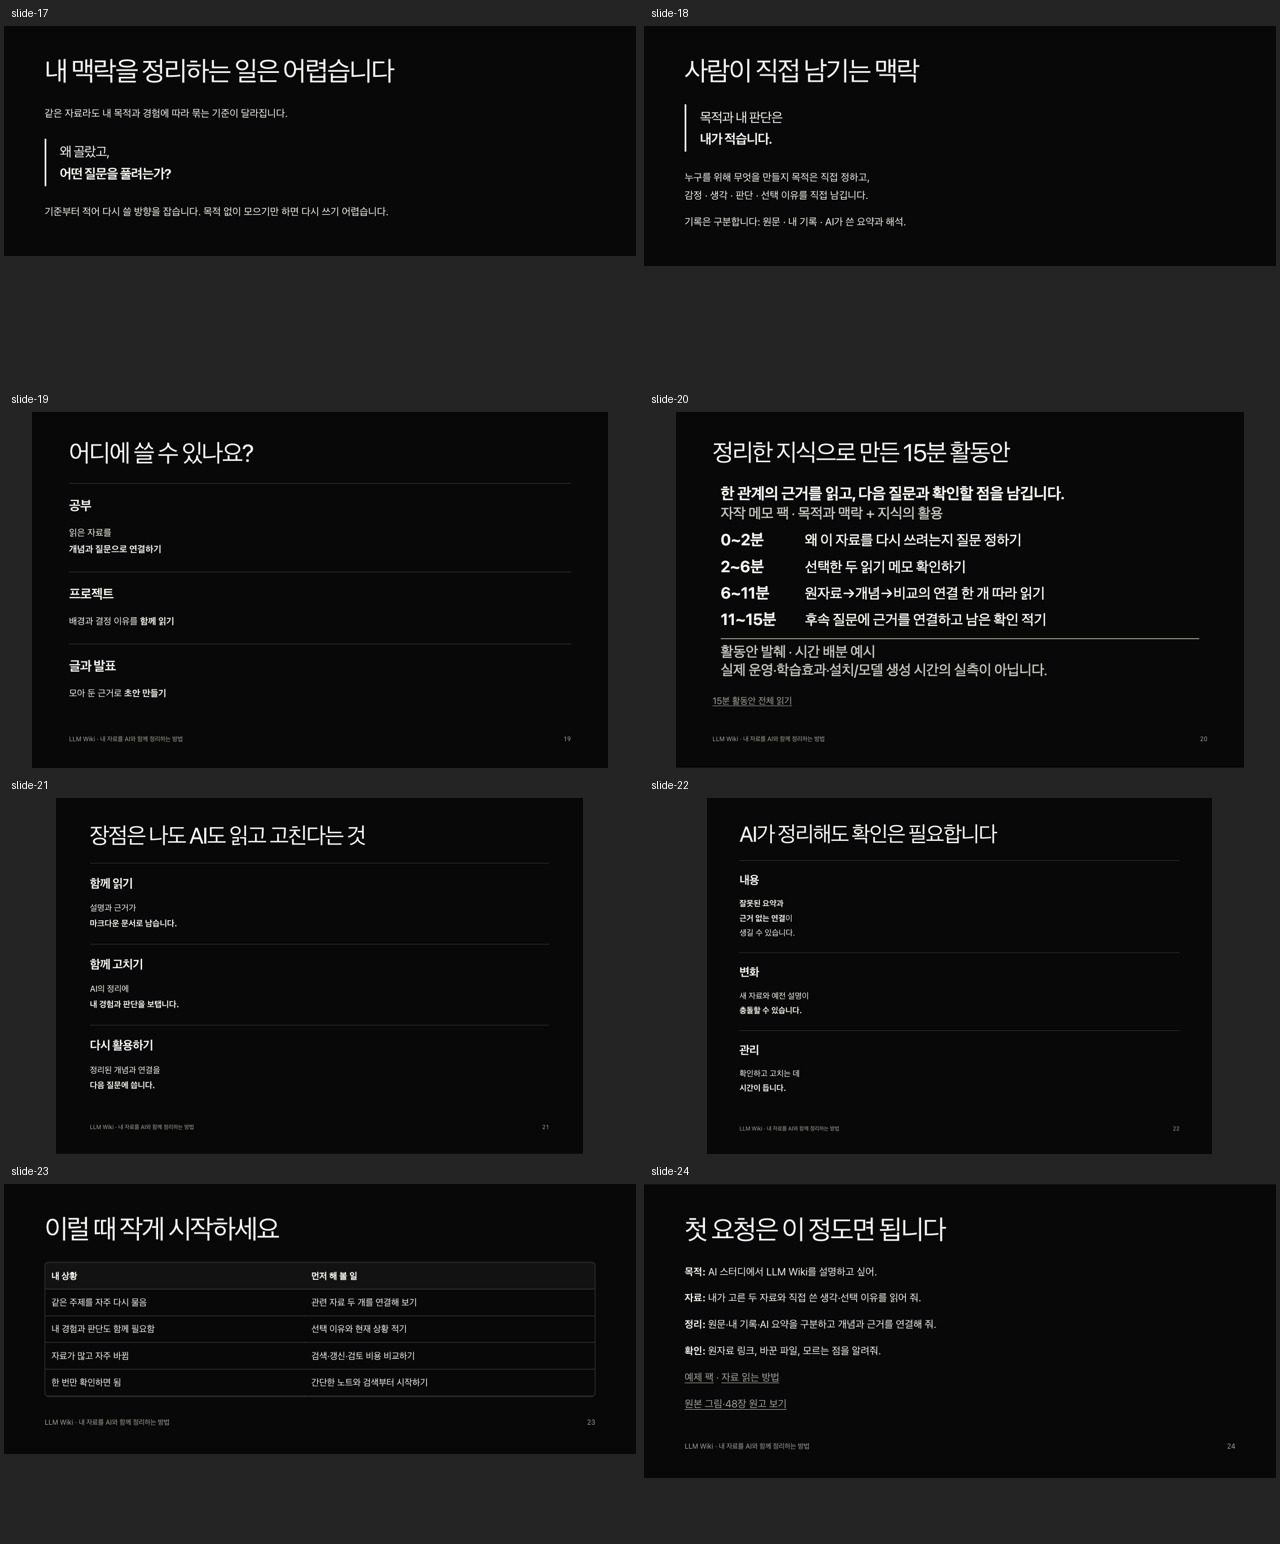 slide-17
내 맥락을 정리하는 일은 어렵습니다
같은 자료라도 내 목적과 경험에 따라 묶는 기준이 달라집니다.
왜 골랐고,
어떤 질문을 풀려는가?
기준부터 적어 다시 쓸 방향을 잡습니다. 목적 없이 모으기만 하면 다시 쓰기 어렵습니다.
slide-18
사람이 직접 남기는 맥락
목적과 내 판단은
내가 적습니다.
누구를 위해 무엇을 만들지 목적은 직접 정하고,
감정 · 생각 · 판단 · 선택 이유를 직접 남깁니다.
기록은 구분합니다: 원문 · 내 기록 · AI가 쓴 요약과 해석.
slide-19
어디에 쓸 수 있나요?
공부
읽은 자료를
개념과 질문으로 연결하기
프로젝트
배경과 결정 이유를 함께 읽기
글과 발표
모아 둔 근거로 초안 만들기
LLM Wiki · 내 자료를 AI와 함께 정리하는 방법
19
slide-20
정리한 지식으로 만든 15분 활동안
한 관계의 근거를 읽고, 다음 질문과 확인할 점을 남깁니다.
자작 메모 팩 · 목적과 맥락 + 지식의 활용
0~2분 왜 이 자료를 다시 쓰려는지 질문 정하기
2~6분 선택한 두 읽기 메모 확인하기
6~11분 원자료→개념→비교의 연결 한 개 따라 읽기
11~15분 후속 질문에 근거를 연결하고 남은 확인 적기
활동안 발췌 · 시간 배분 예시
실제 운영·학습효과·설치/모델 생성 시간의 실측이 아닙니다.
15분 활동안 전체 읽기
LLM Wiki · 내 자료를 AI와 함께 정리하는 방법
20
slide-21
장점은 나도 AI도 읽고 고친다는 것
함께 읽기
설명과 근거가
마크다운 문서로 남습니다.
함께 고치기
AI의 정리에
내 경험과 판단을 보탭니다.
다시 활용하기
정리된 개념과 연결을
다음 질문에 씁니다.
LLM Wiki · 내 자료를 AI와 함께 정리하는 방법
21
slide-22
AI가 정리해도 확인은 필요합니다
내용
잘못된 요약과
근거 없는 연결이
생길 수 있습니다.
변화
새 자료와 예전 설명이
충돌할 수 있습니다.
관리
확인하고 고치는 데
시간이 듭니다.
LLM Wiki · 내 자료를 AI와 함께 정리하는 방법
22
slide-23
이럴 때 작게 시작하세요
내 상황 먼저 해 볼 일
같은 주제를 자주 다시 물음 관련 자료 두 개를 연결해 보기
내 경험과 판단도 함께 필요함 선택 이유와 현재 상황 적기
자료가 많고 자주 바뀜 검색·갱신·검토 비용 비교하기
한 번만 확인하면 됨 간단한 노트와 검색부터 시작하기
LLM Wiki · 내 자료를 AI와 함께 정리하는 방법
23
slide-24
첫 요청은 이 정도면 됩니다
목적: AI 스터디에서 LLM Wiki를 설명하고 싶어.
자료: 내가 고른 두 자료와 직접 쓴 생각·선택 이유를 읽어 줘.
정리: 원문·내 기록·AI 요약을 구분하고 개념과 근거를 연결해 줘.
확인: 원자료 링크, 바꾼 파일, 모르는 점을 알려줘.
예제 팩 · 자료 읽는 방법
원본 그림·48장 원고 보기
LLM Wiki · 내 자료를 AI와 함께 정리하는 방법
24